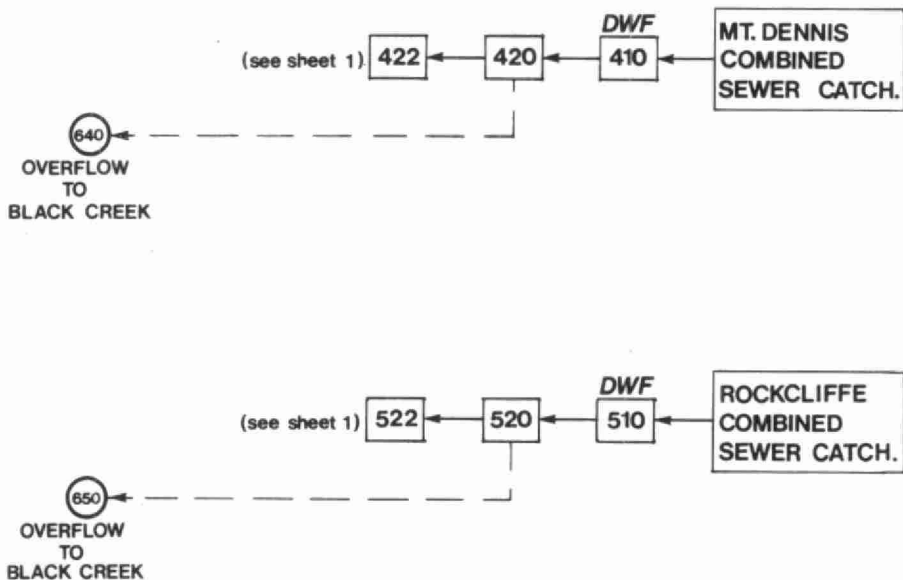 DWF
MT. DENNIS
COMBINED
SEWER CATCH.
(see sheet 1) 422 420 410
640
OVERFLOW
TO
BLACK CREEK
DWF
ROCKCLIFFE
COMBINED
SEWER CATCH.
(see sheet 1) 522 520 510
650
OVERFLOW
TO
BLACK CREEK